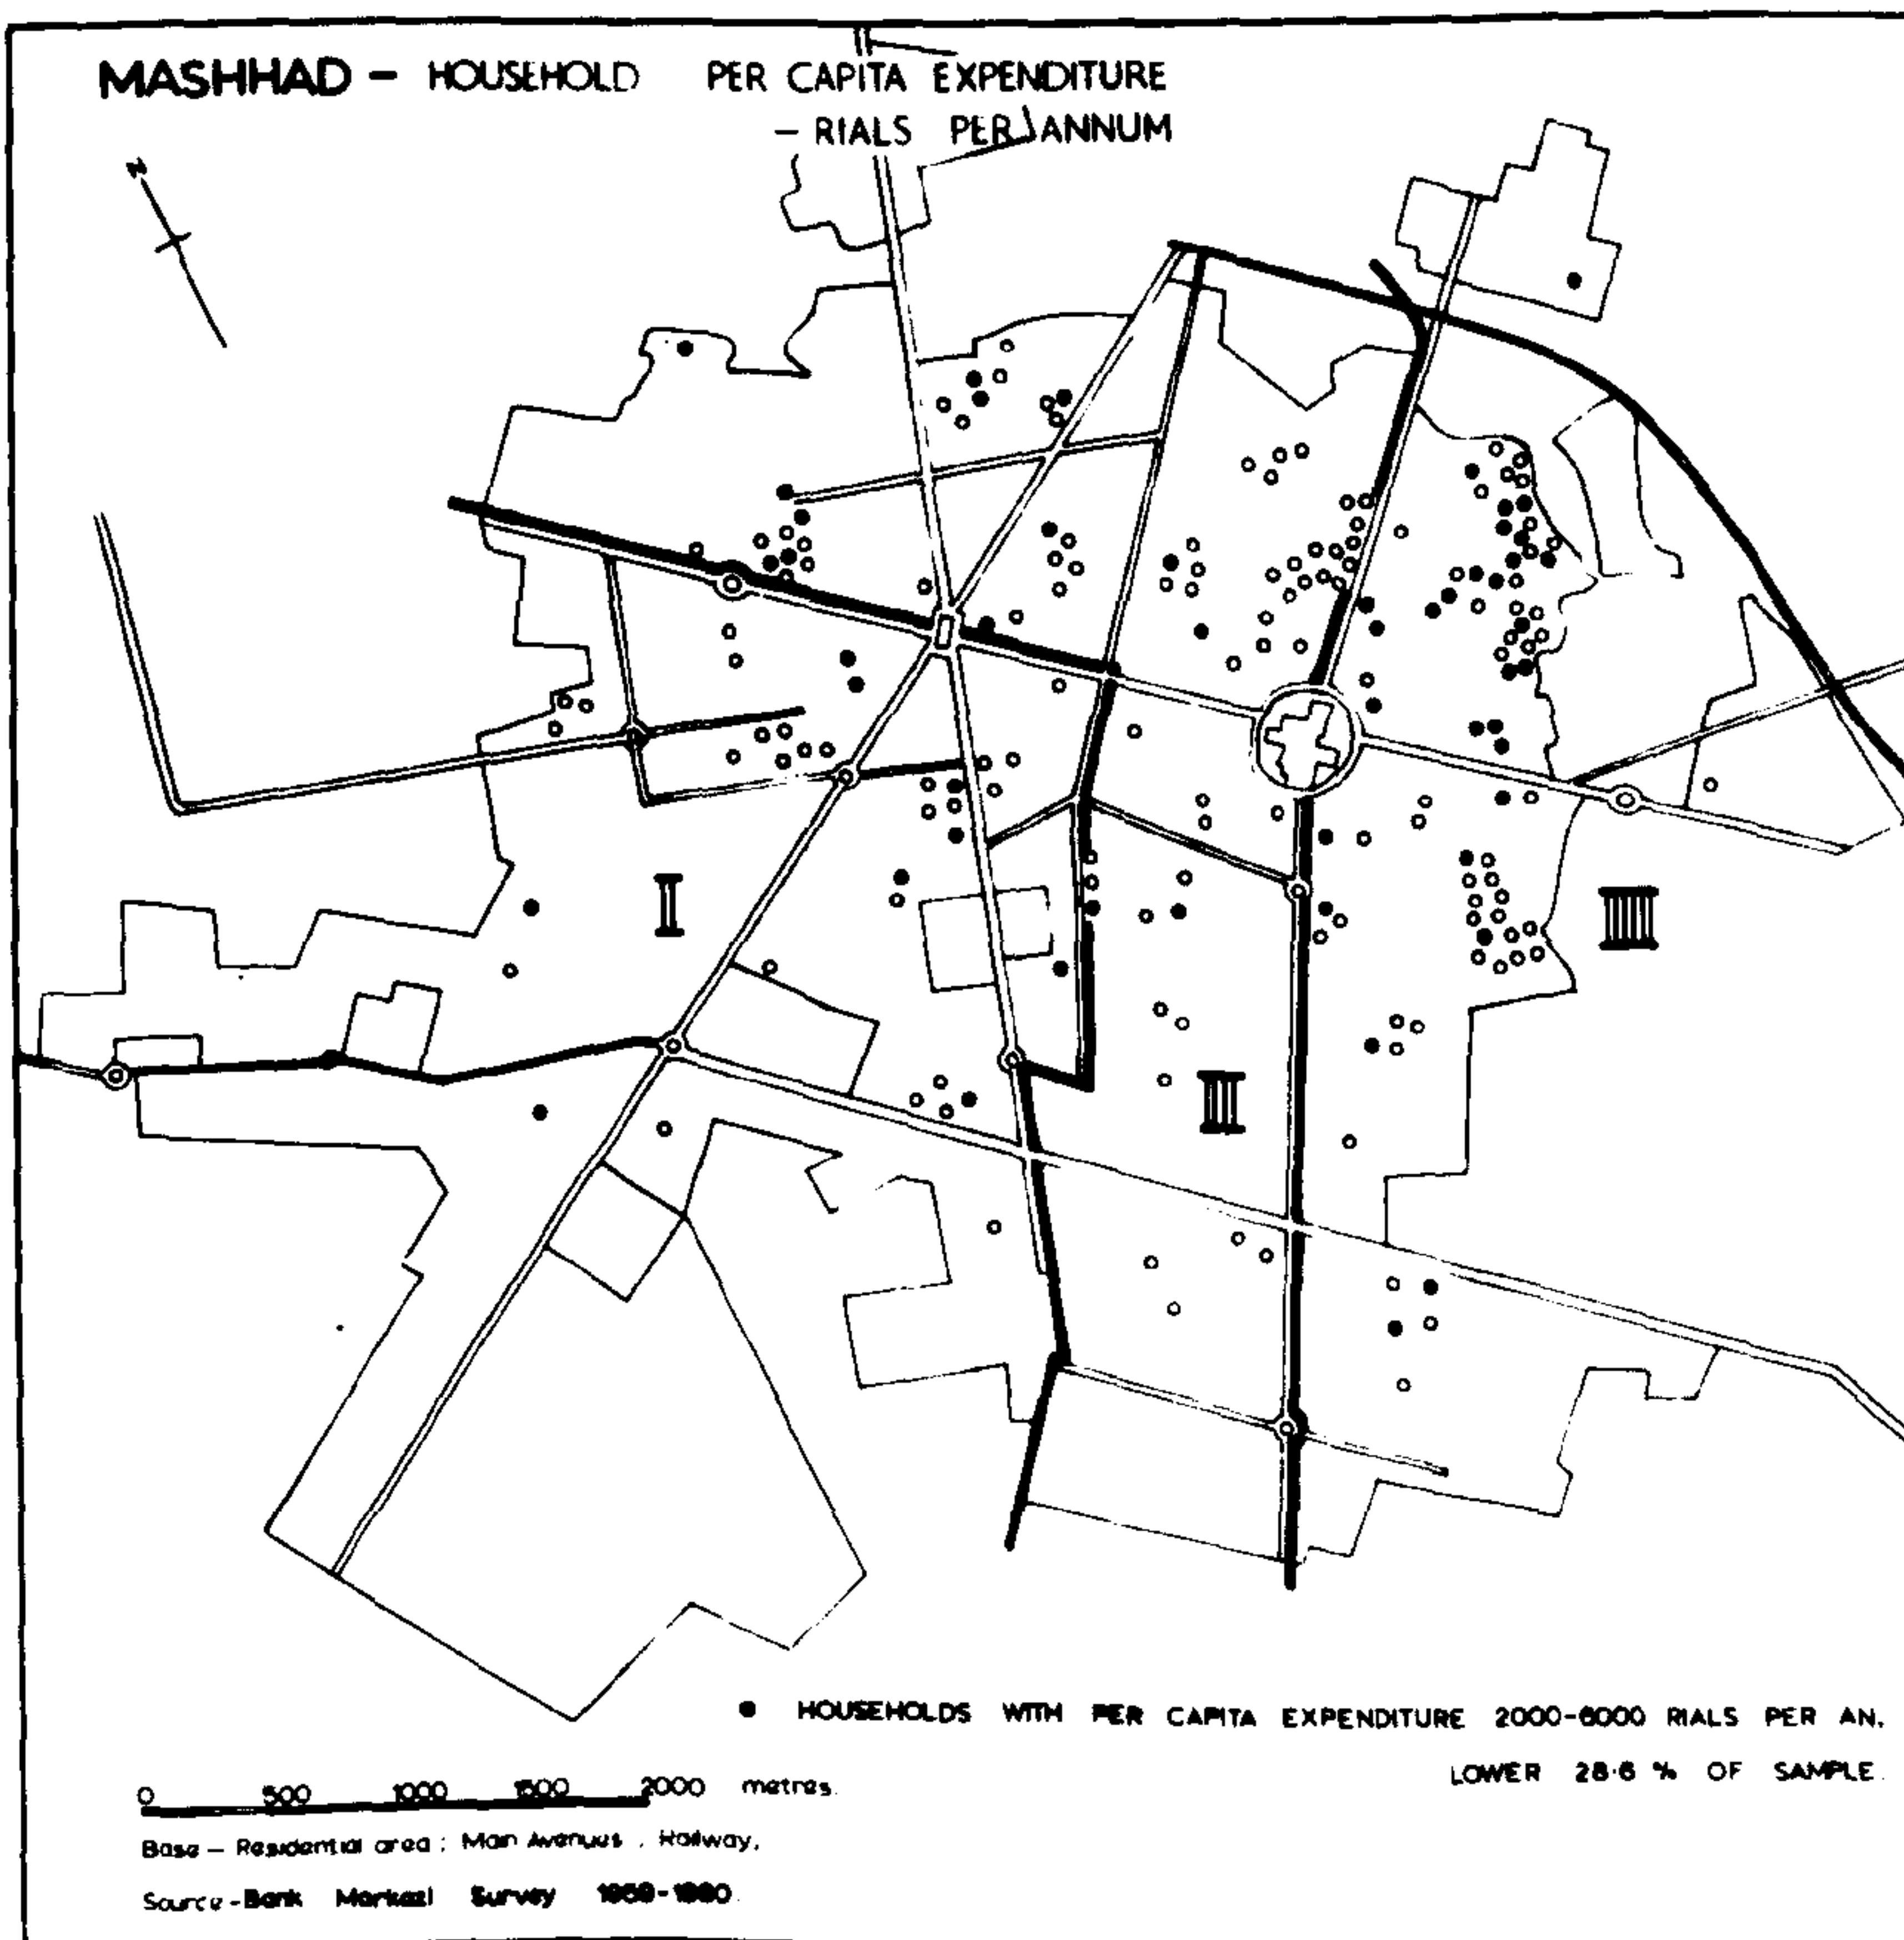 MASHHAD — HOUSEHOLD PER CAPITA EXPENDITURE
— RIALS PER ANNUM
N
II
IIII
III
● HOUSEHOLDS WITH PER CAPITA EXPENDITURE 2000-6000 RIALS PER AN.
LOWER 28·6 % OF SAMPLE.
0 500 1000 1500 2000 metres.
Base — Residential area ; Main Avenues , Railway,
Source - Bank Markazi Survey